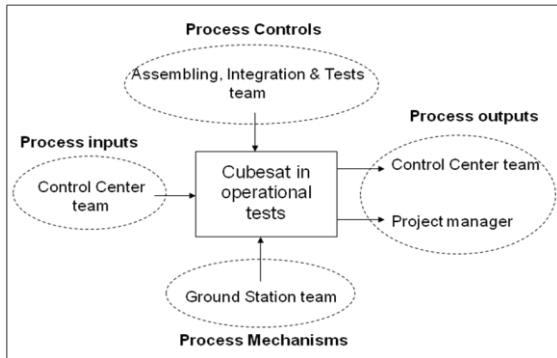 Process Controls
Assembling, Integration & Tests
team
Process outputs
Process inputs
Control Center
team
Cubesat in
operational
tests
Control Center team
Project manager
Ground Station team
Process Mechanisms